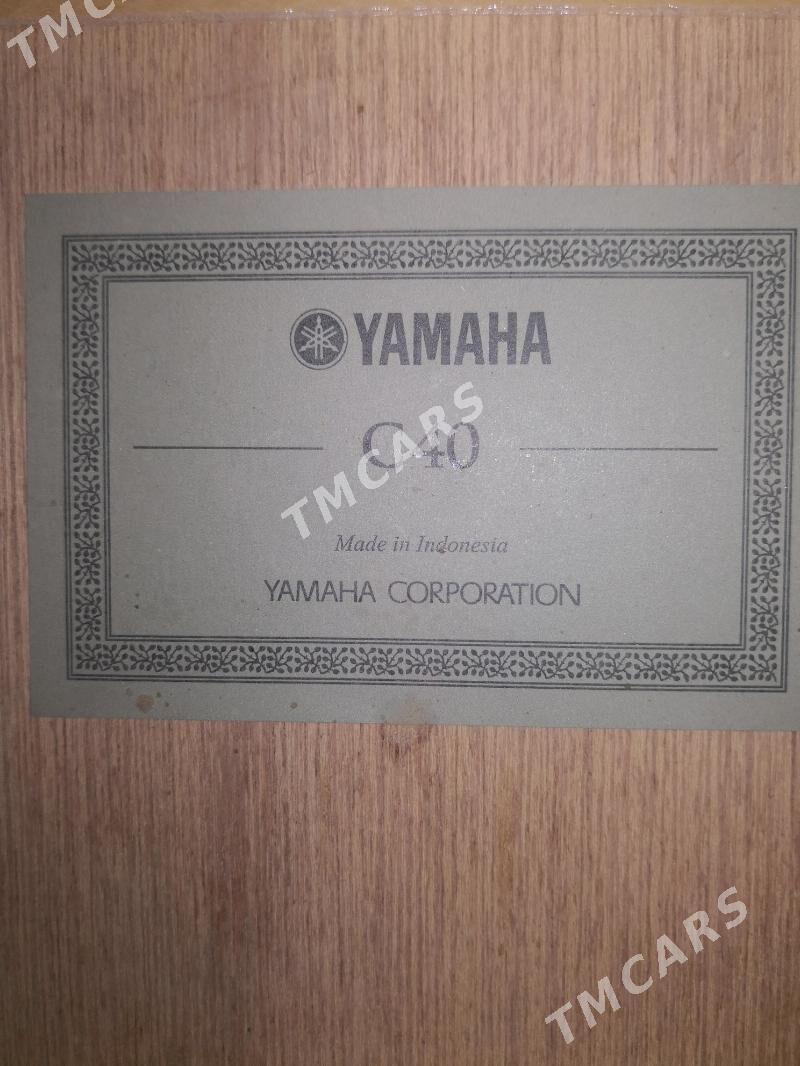 TMCARS
YAMAHA
C40
TMCARS
Made in Indonesia
YAMAHA CORPORATION
TMCARS